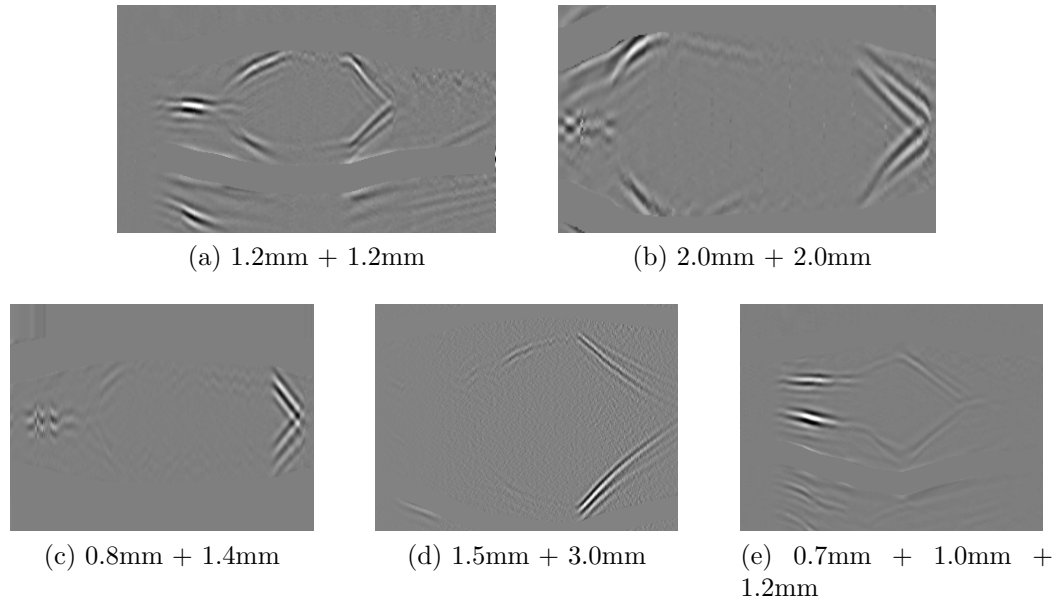 (a) 1.2mm + 1.2mm
(b) 2.0mm + 2.0mm
(c) 0.8mm + 1.4mm
(d) 1.5mm + 3.0mm
(e) 0.7mm + 1.0mm +
1.2mm